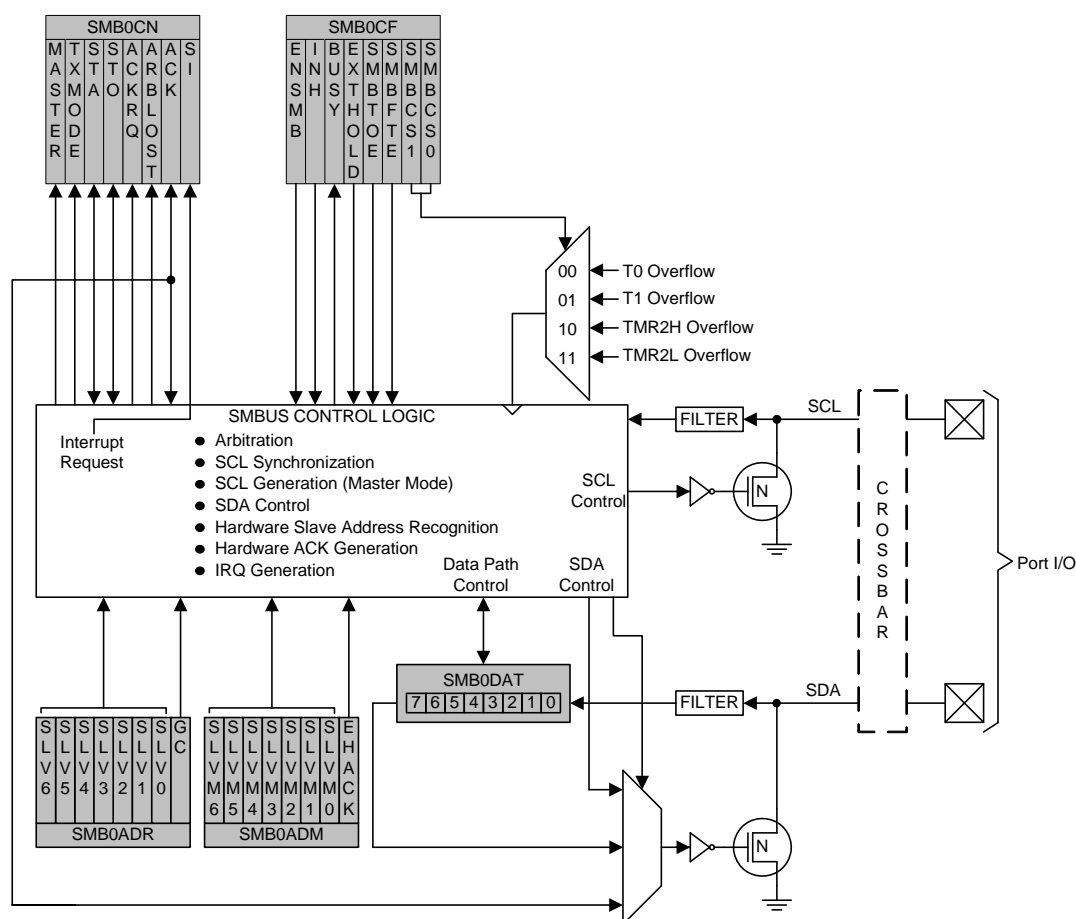 SMB0CN
MASTER
TXMODE
STA
STO
ACKRQ
ARBLOST
ACK
SI
SMB0CF
ENSMB
INH
BUSY
EXTHOLD
SMBTOE
SMBFTE
SMBCS1
SMBCS0
00
T0 Overflow
01
T1 Overflow
10
TMR2H Overflow
11
TMR2L Overflow
SMBUS CONTROL LOGIC
Interrupt
Request
● Arbitration
● SCL Synchronization
● SCL Generation (Master Mode)
● SDA Control
● Hardware Slave Address Recognition
● Hardware ACK Generation
● IRQ Generation
SCL
Control
Data Path
Control
SDA
Control
FILTER
SCL
N
CROSSBAR
Port I/O
SMB0DAT
7 6 5 4 3 2 1 0
FILTER
SDA
N
SLV6
SLV5
SLV4
SLV3
SLV2
SLV1
SLV0
GC
SMB0ADR
SLVM6
SLVM5
SLVM4
SLVM3
SLVM2
SLVM1
SLVM0
EHACK
SMB0ADM